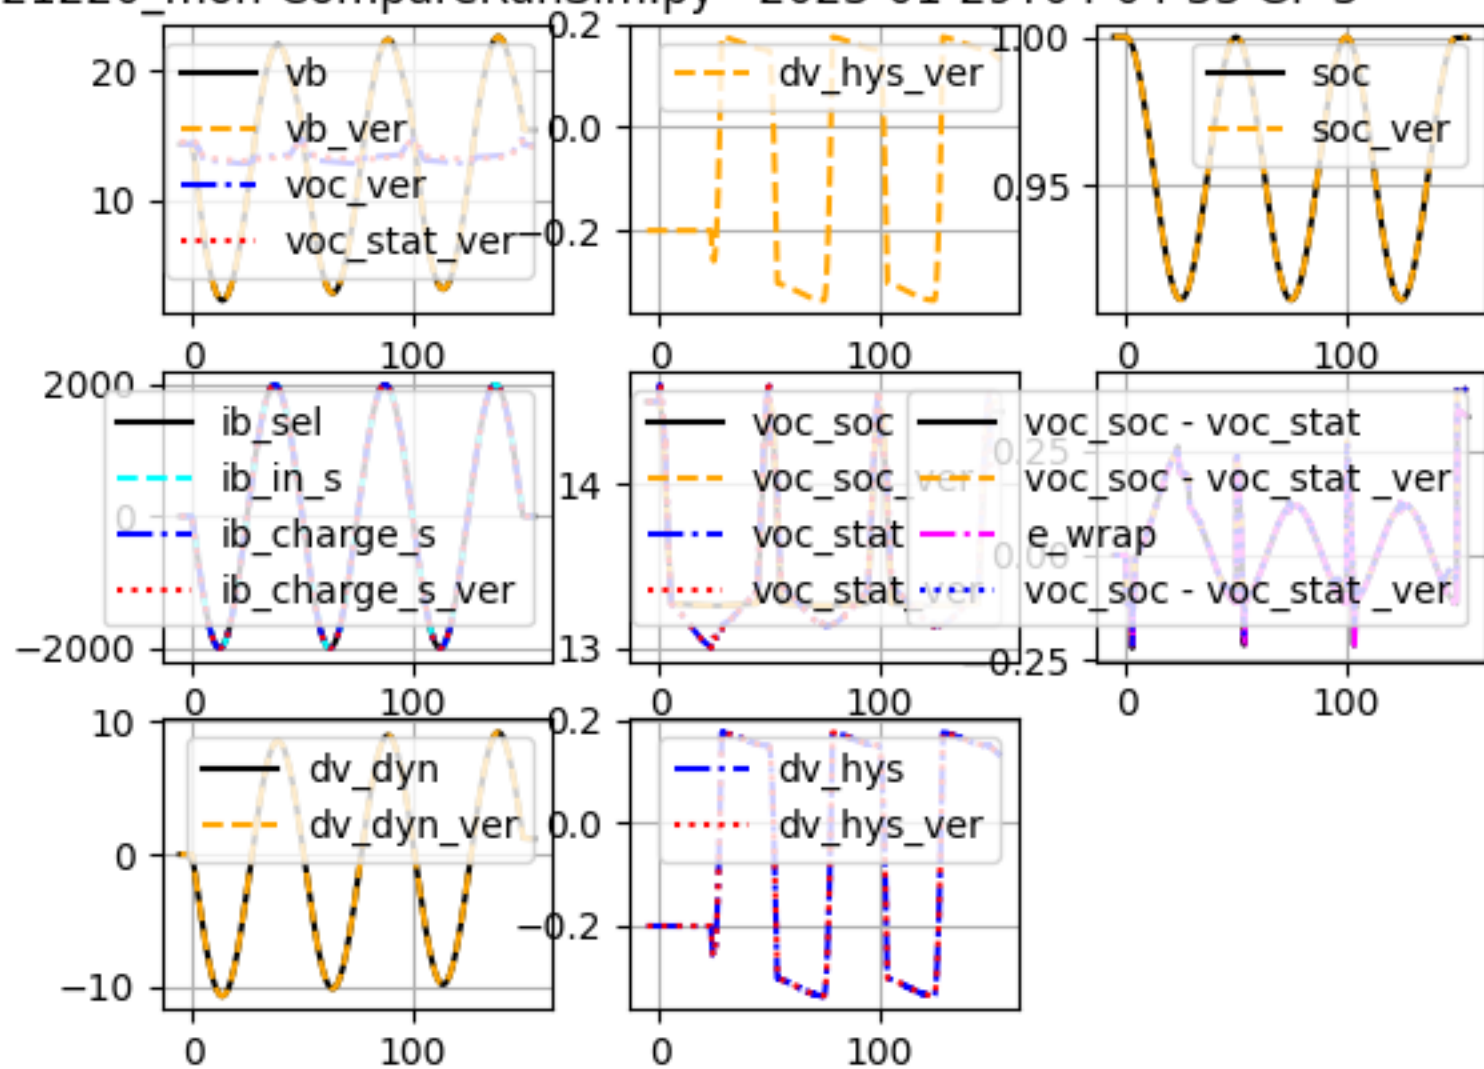 20
10
vb
vb_ver
voc_ver
voc_stat_ver
0 100
0.2
0.0
−0.2
dv_hys_ver
0 100
1.00
0.95
soc
soc_ver
0 100
2000
0
−2000
ib_sel
ib_in_s
ib_charge_s
ib_charge_s_ver
0 100
14
13
voc_soc
voc_soc_ver
voc_stat
voc_stat_ver
0 100
0.25
0.00
0.25
voc_soc - voc_stat
voc_soc - voc_stat _ver
e_wrap
voc_soc - voc_stat _ver
0 100
10
0
−10
dv_dyn
dv_dyn_ver
0 100
0.2
0.0
−0.2
dv_hys
dv_hys_ver
0 100